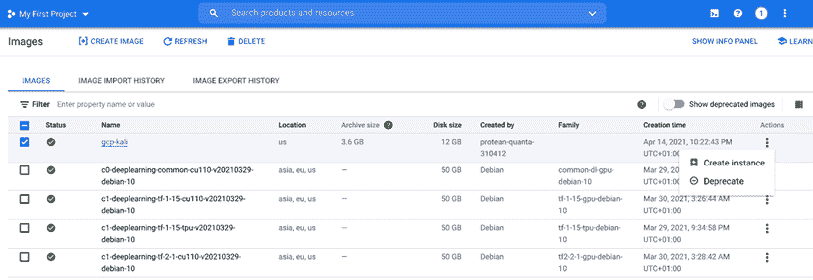 My First Project
Search products and resources
1
Images
CREATE IMAGE
REFRESH
DELETE
SHOW INFO PANEL
LEARN
IMAGES
IMAGE IMPORT HISTORY
IMAGE EXPORT HISTORY
Filter
Enter property name or value
Show deprecated images
Status
Name
Location
Archive size
Disk size
Created by
Family
Creation time
Actions
gcp-kali
us
3.6 GB
12 GB
protean-quanta-
310412
Apr 14, 2021, 10:22:43 PM
UTC+01:00
Create instance
Deprecate
c0-deeplearning-common-cu110-v20210329-
debian-10
asia, eu, us
—
50 GB
Debian
common-dl-gpu-
debian-10
Mar 29, 20
UTC+01:00
c1-deeplearning-tf-1-15-cu110-v20210329-
debian-10
asia, eu, us
—
50 GB
Debian
tf-1-15-gpu-debian-
10
Mar 30, 2021, 3:26:44 AM
UTC+01:00
c1-deeplearning-tf-1-15-tpu-v20210329-
debian-10
asia, eu, us
—
50 GB
Debian
tf-1-15-tpu-debian-
10
Mar 29, 2021, 9:34:58 PM
UTC+01:00
c1-deeplearning-tf-2-1-cu110-v20210329-
debian-10
asia, eu, us
—
50 GB
Debian
tf2-2-1-gpu-debian-
10
Mar 30, 2021, 3:28:42 AM
UTC+01:00